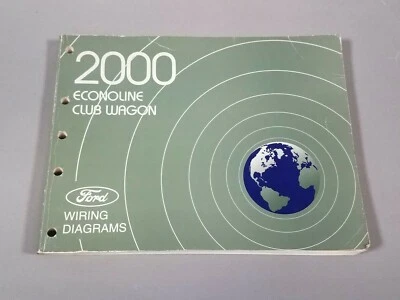 2000
ECONOLINE
CLUB WAGON
Ford
WIRING
DIAGRAMS